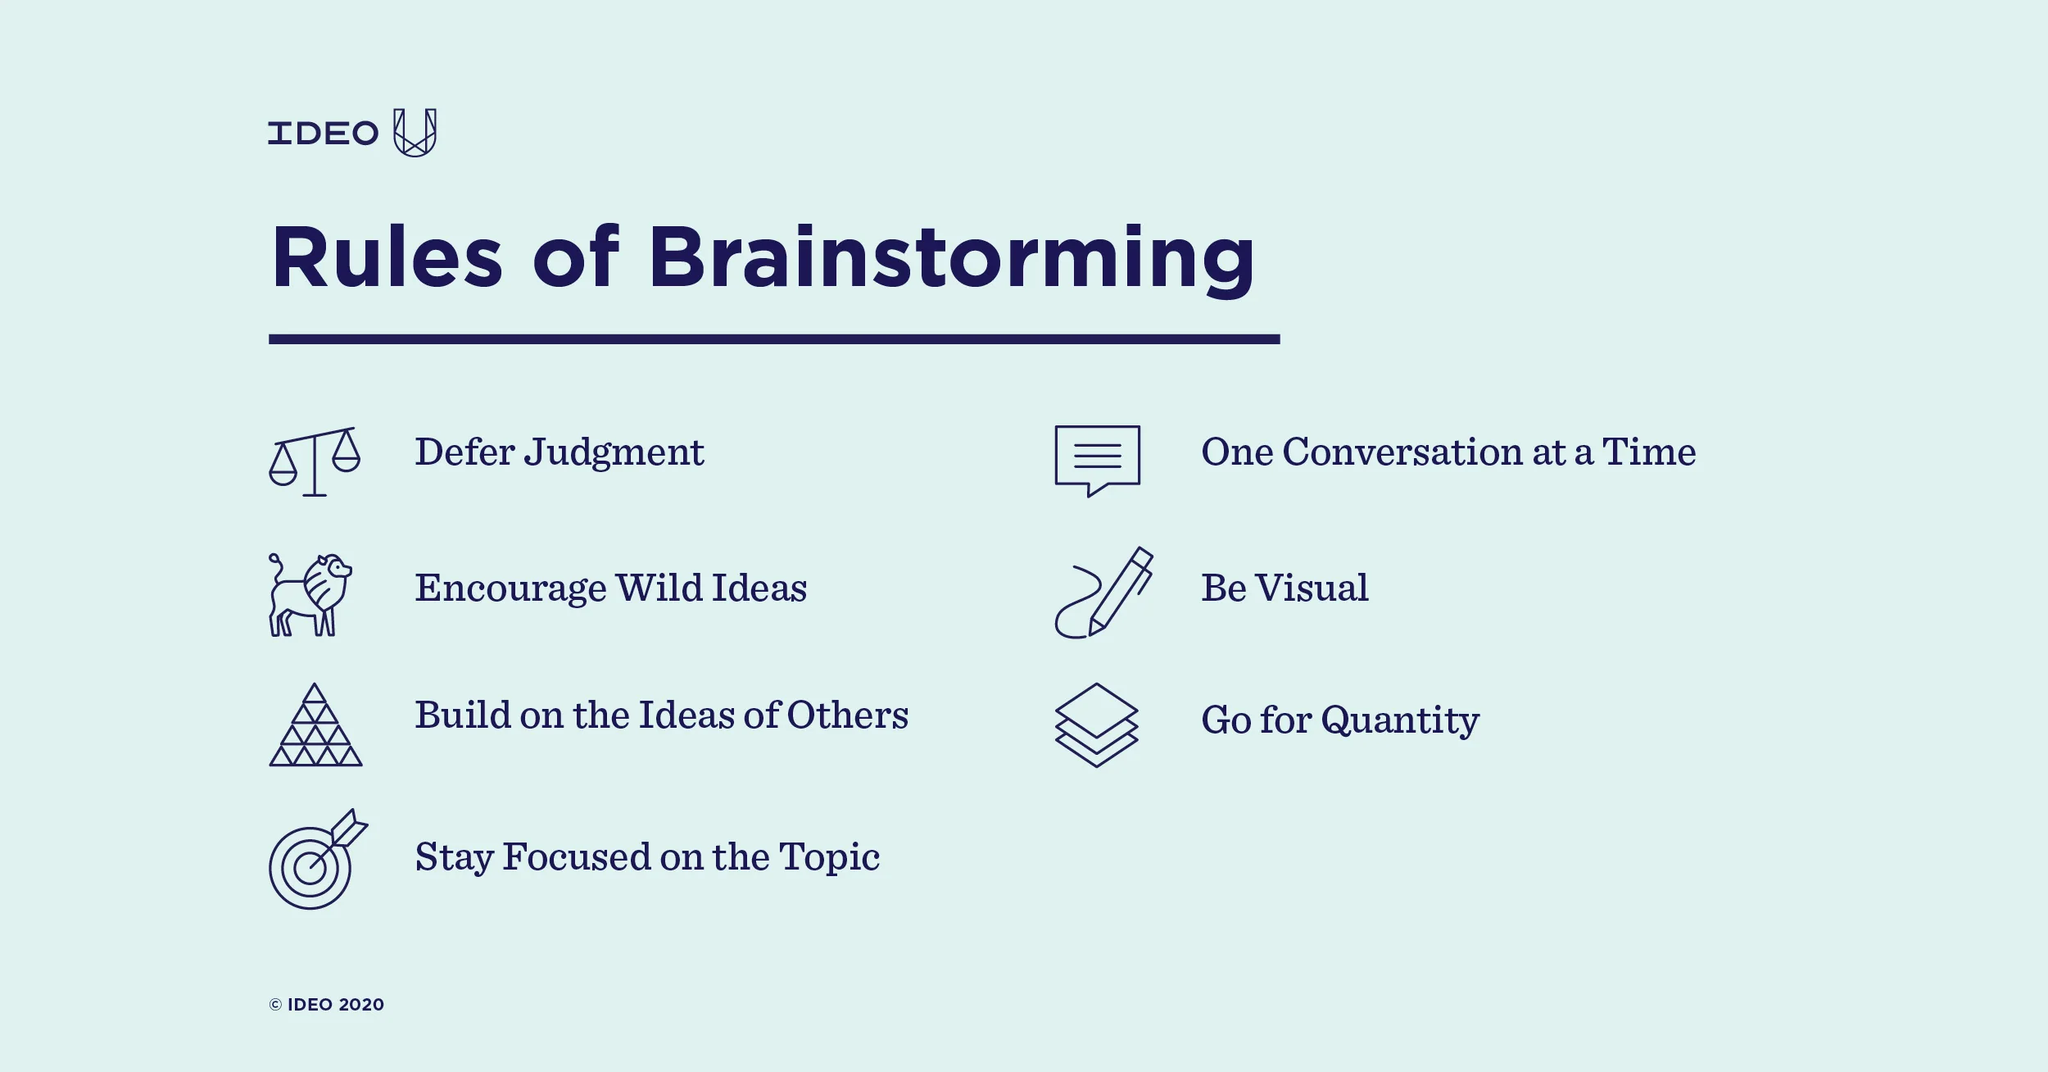 IDEO U
Rules of Brainstorming
Defer Judgment
Encourage Wild Ideas
Build on the Ideas of Others
Stay Focused on the Topic
One Conversation at a Time
Be Visual
Go for Quantity
© IDEO 2020